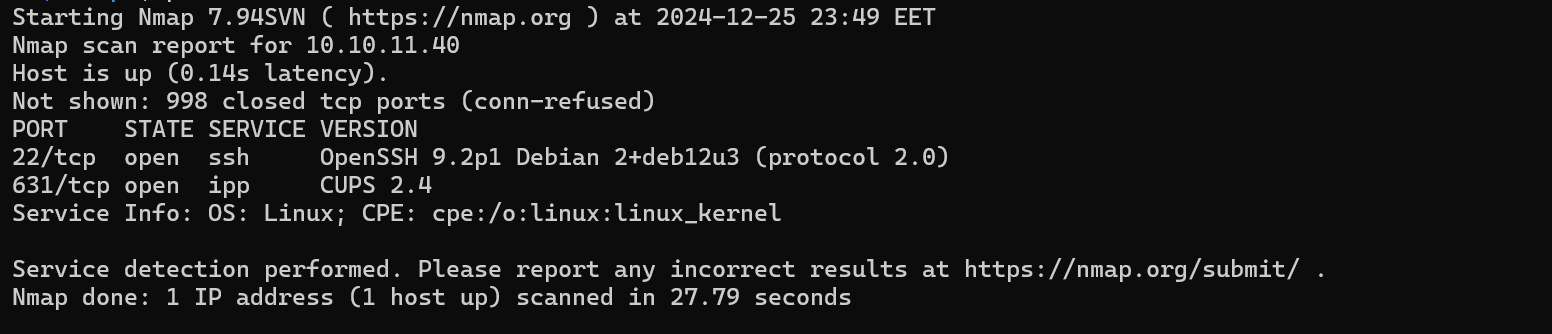 Starting Nmap 7.94SVN ( https://nmap.org ) at 2024-12-25 23:49 EET
Nmap scan report for 10.10.11.40
Host is up (0.14s latency).
Not shown: 998 closed tcp ports (conn-refused)
PORT    STATE SERVICE VERSION
22/tcp  open  ssh     OpenSSH 9.2p1 Debian 2+deb12u3 (protocol 2.0)
631/tcp open  ipp     CUPS 2.4
Service Info: OS: Linux; CPE: cpe:/o:linux:linux_kernel
Service detection performed. Please report any incorrect results at https://nmap.org/submit/ .
Nmap done: 1 IP address (1 host up) scanned in 27.79 seconds